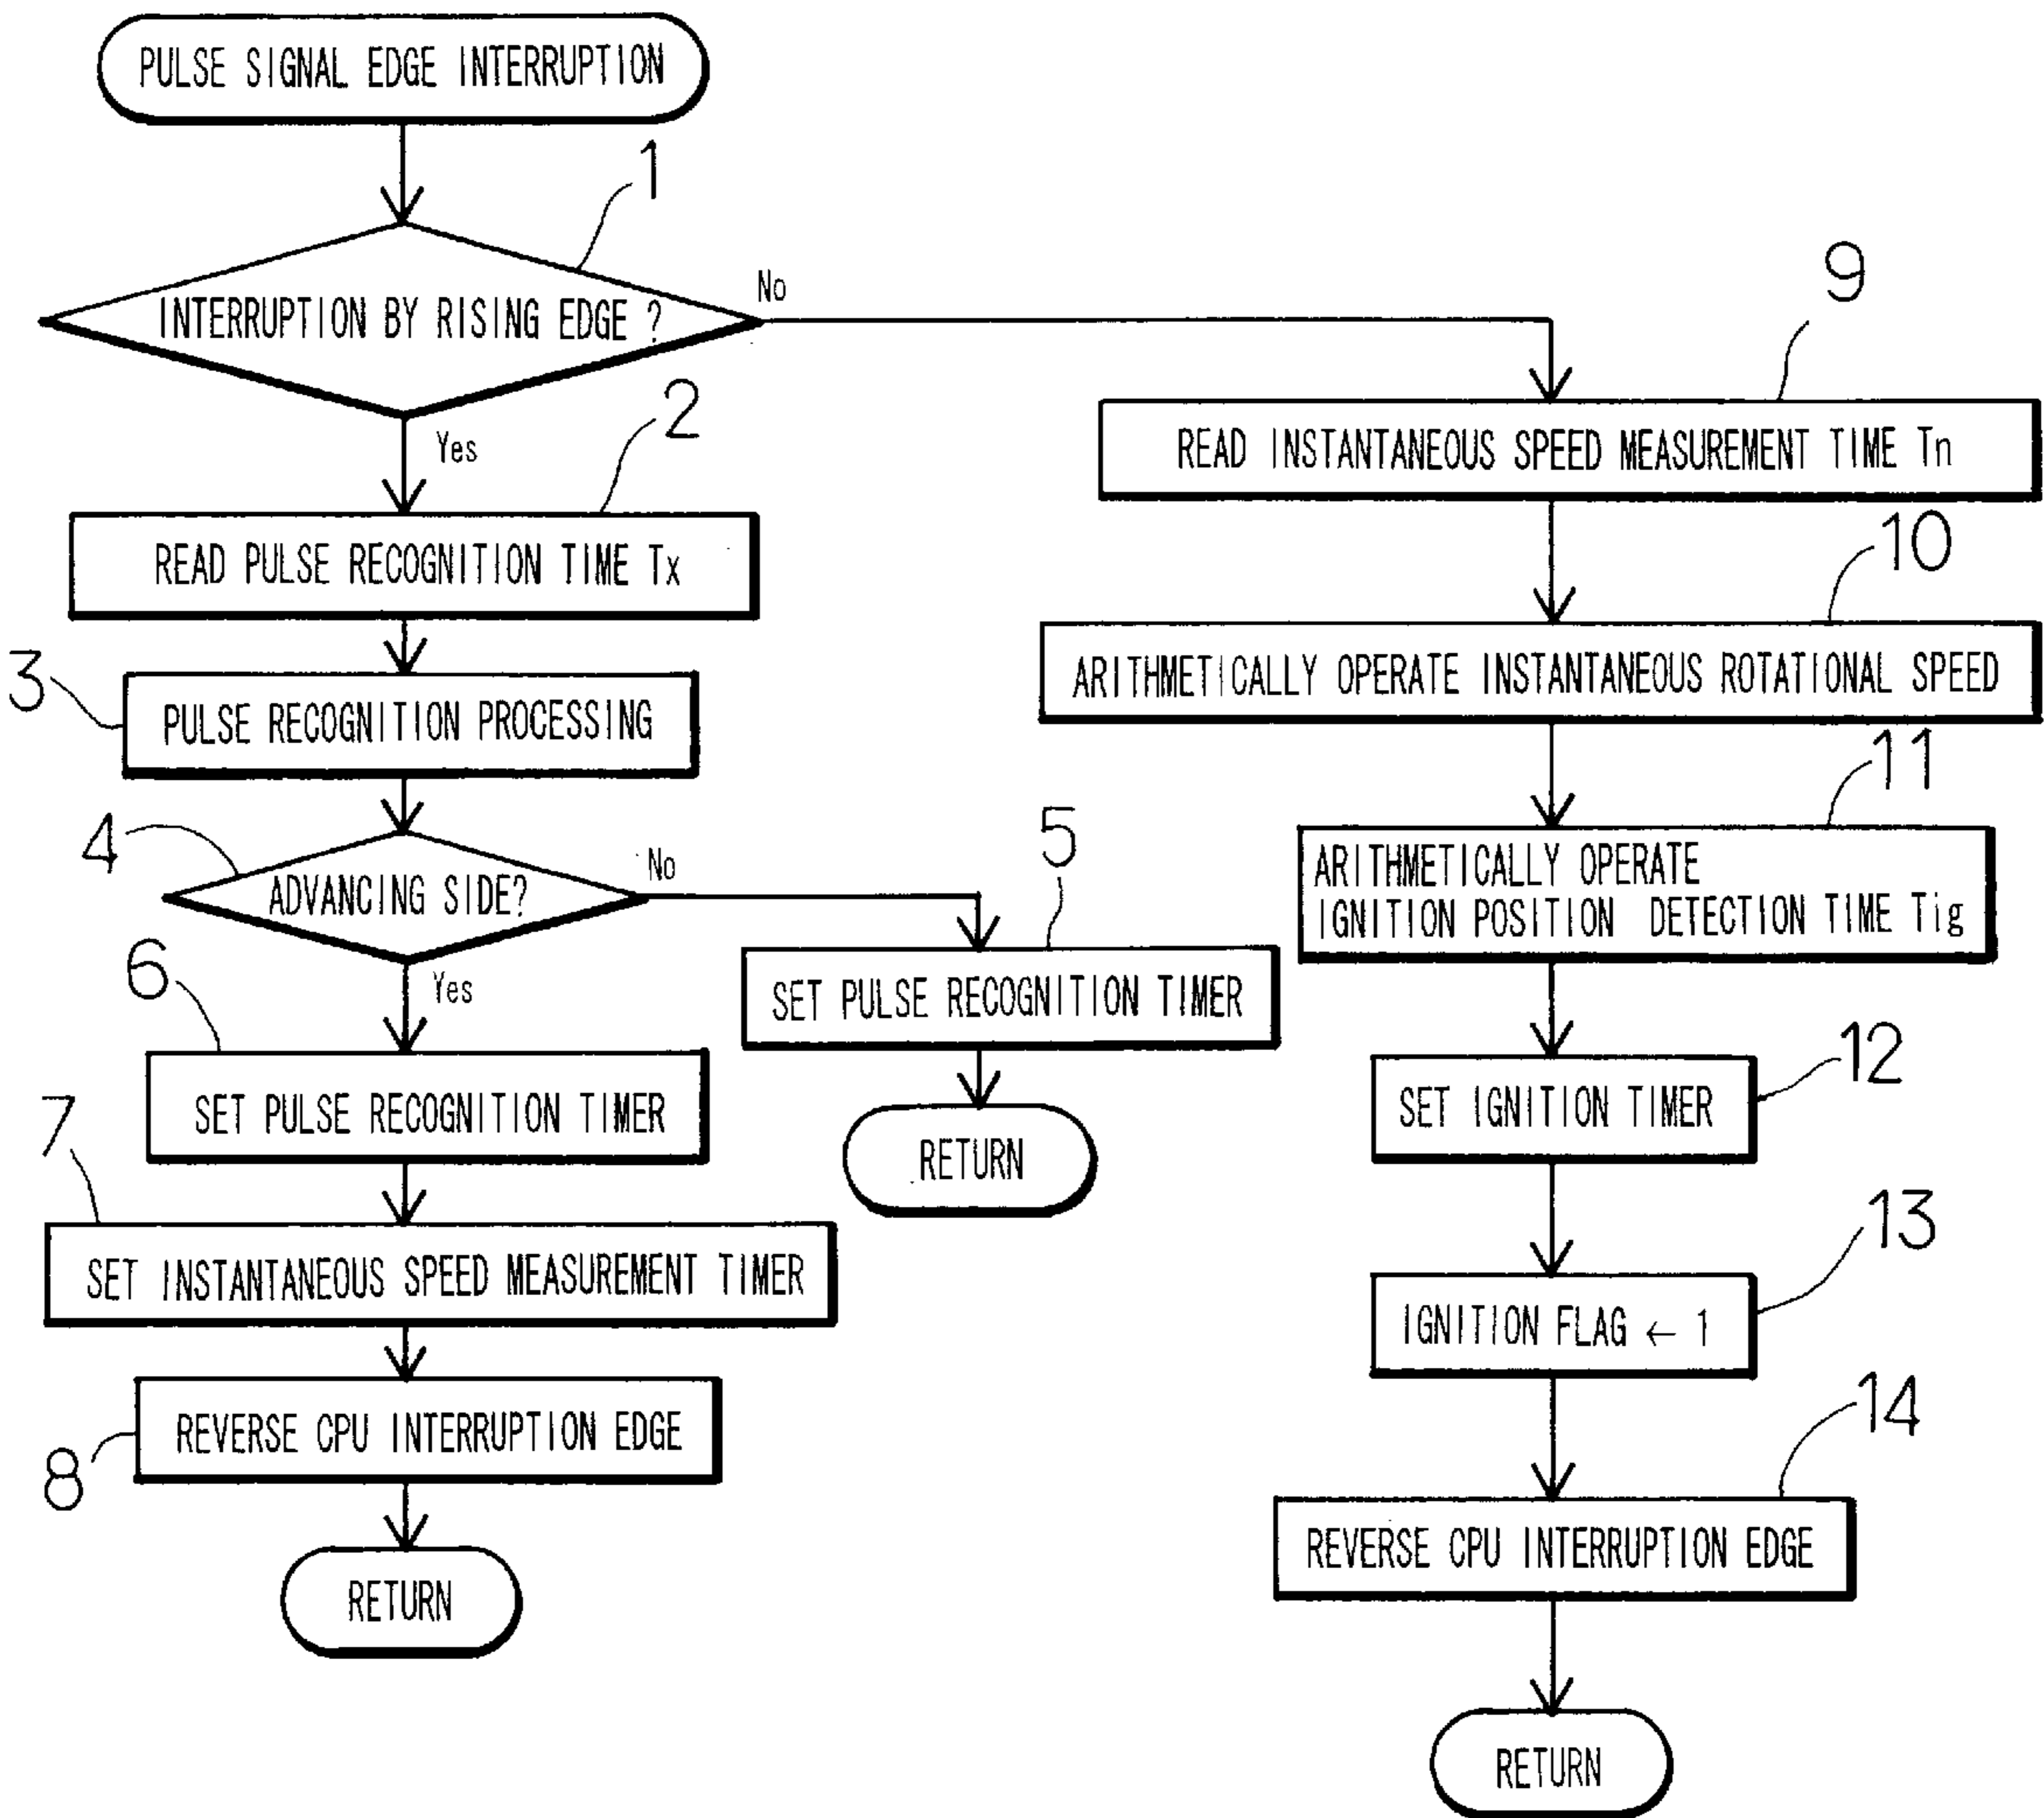 PULSE SIGNAL EDGE INTERRUPTION
1
INTERRUPTION BY RISING EDGE ?
No
Yes
2
READ PULSE RECOGNITION TIME Tx
3
PULSE RECOGNITION PROCESSING
4
ADVANCING SIDE?
No
Yes
5
SET PULSE RECOGNITION TIMER
RETURN
6
SET PULSE RECOGNITION TIMER
7
SET INSTANTANEOUS SPEED MEASUREMENT TIMER
8
REVERSE CPU INTERRUPTION EDGE
RETURN
9
READ INSTANTANEOUS SPEED MEASUREMENT TIME Tn
10
ARITHMETICALLY OPERATE INSTANTANEOUS ROTATIONAL SPEED
11
ARITHMETICALLY OPERATE
IGNITION POSITION DETECTION TIME Tig
12
SET IGNITION TIMER
13
IGNITION FLAG ← 1
14
REVERSE CPU INTERRUPTION EDGE
RETURN